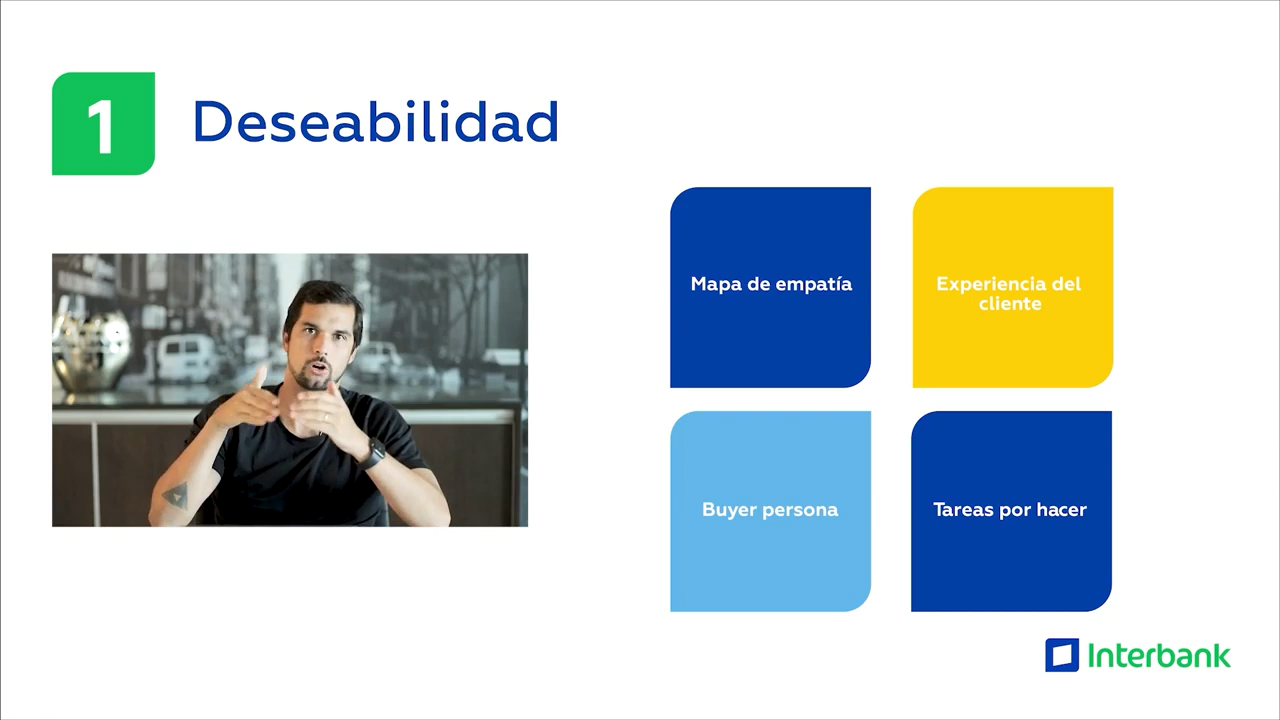 1
Deseabilidad
Mapa de empatía
Experiencia del
cliente
Buyer persona
Tareas por hacer
Interbank